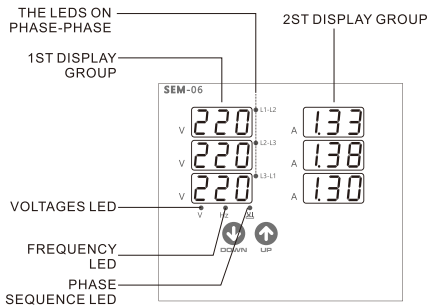 THE LEDS ON
PHASE-PHASE
2ST DISPLAY GROUP
1ST DISPLAY
GROUP
SEM-06
L1-L2
V 220 A 1.33
L2-L3
V 220 A 1.38
L3-L1
V 220 A 1.30
VOLTAGES LED
V Hz
FREQUENCY
LED
DOWN UP
PHASE
SEQUENCE LED